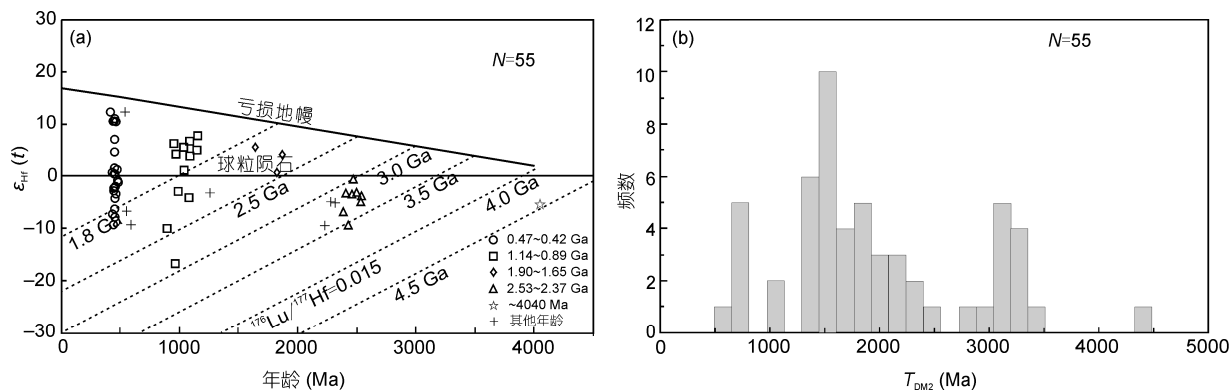 (a)
N=55
30
20
10
0
–10
–20
–30
εHf(t)
亏损地幔
球粒陨石
1.8 Ga
2.5 Ga
3.0 Ga
3.5 Ga
4.0 Ga
4.5 Ga
¹⁷⁶Lu/¹⁷⁷Hf=0.015
0.47~0.42 Ga
1.14~0.89 Ga
1.90~1.65 Ga
2.53~2.37 Ga
~4040 Ma
其他年龄
0 1000 2000 3000 4000
年龄 (Ma)
(b)
N=55
12
10
8
6
4
2
0
频数
0 1000 2000 3000 4000 5000
TDM2 (Ma)